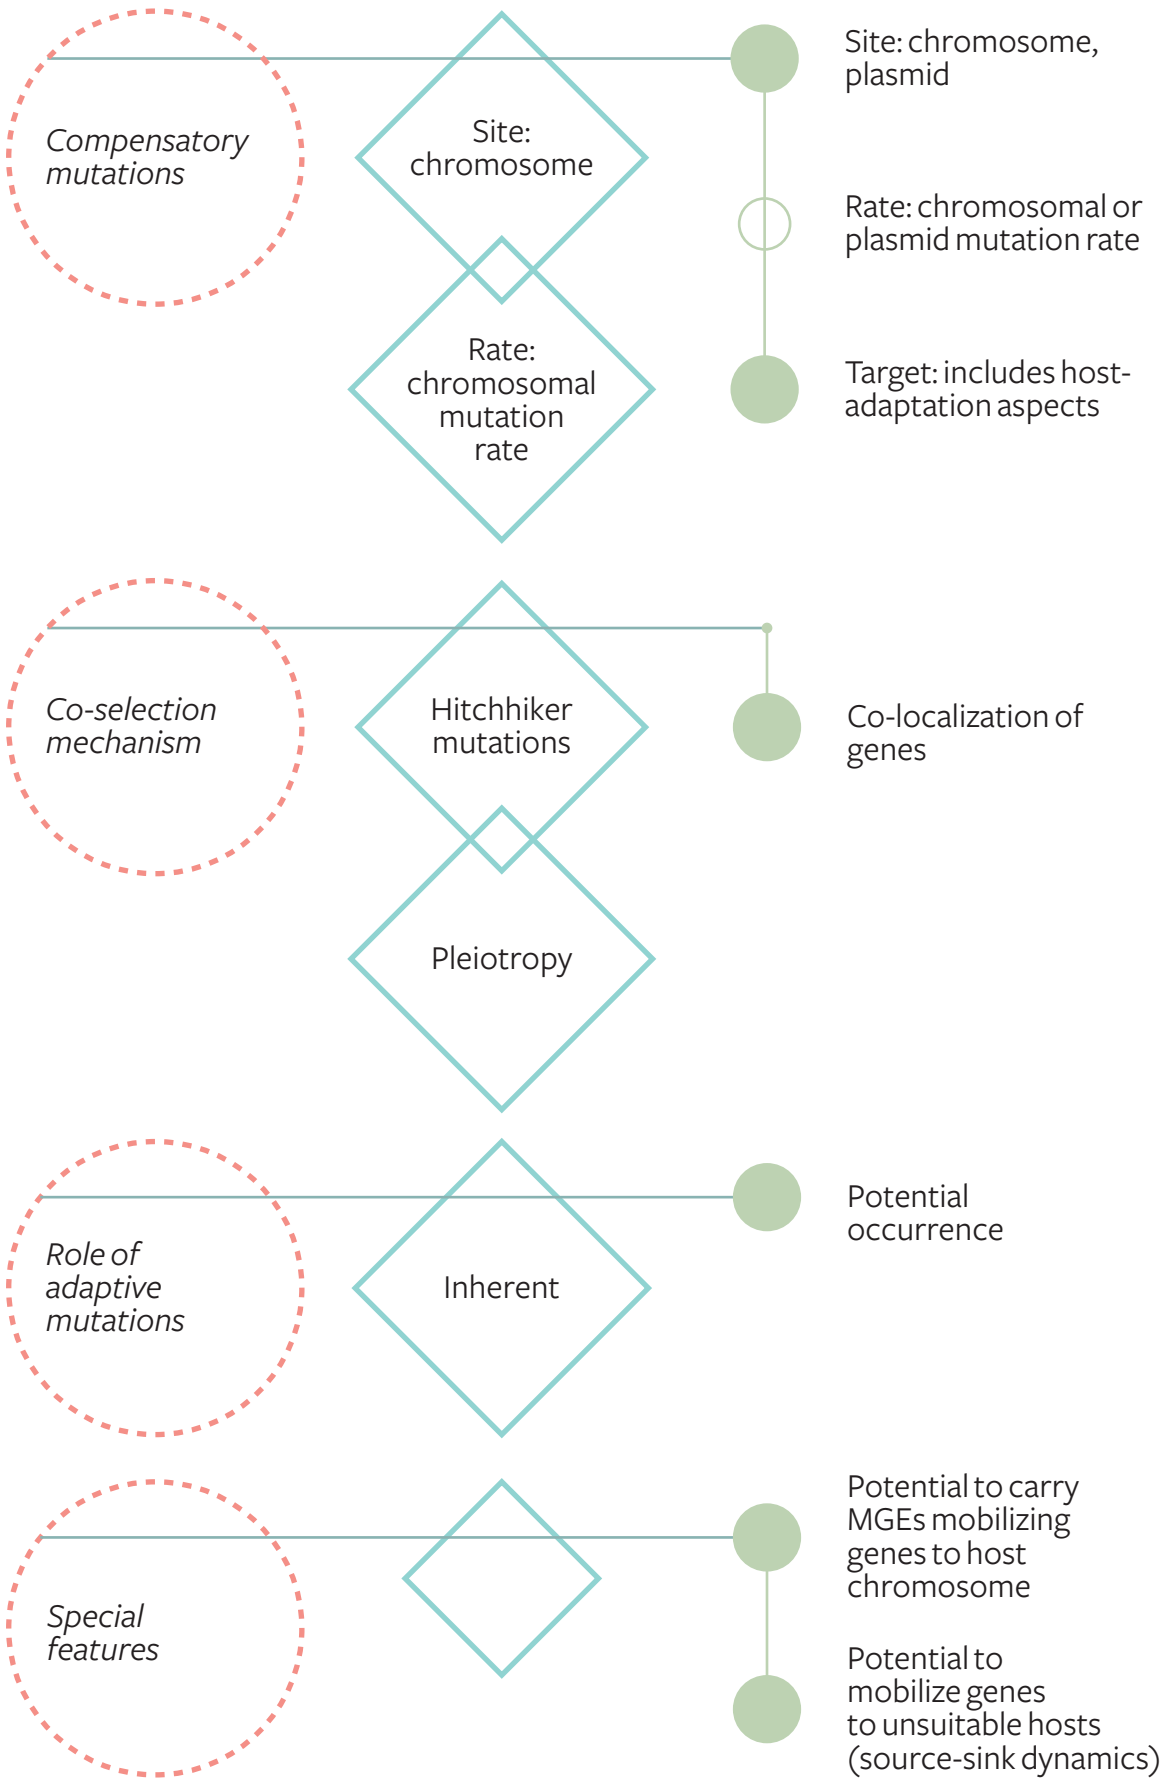 Compensatory
mutations
Site:
chromosome
Rate:
chromosomal
mutation
rate
Site: chromosome,
plasmid
Rate: chromosomal or
plasmid mutation rate
Target: includes host-
adaptation aspects
Co-selection
mechanism
Hitchhiker
mutations
Pleiotropy
Co-localization of
genes
Role of
adaptive
mutations
Inherent
Potential
occurrence
Special
features
Potential to carry
MGEs mobilizing
genes to host
chromosome
Potential to
mobilize genes
to unsuitable hosts
(source-sink dynamics)